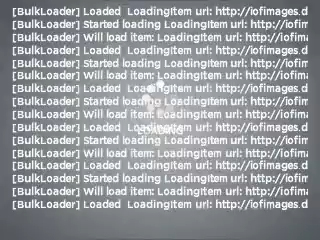 [BulkLoader] Loaded LoadingItem url: http://iofimages.d
[BulkLoader] Started loading LoadingItem url: http://iofim
[BulkLoader] Will load item: LoadingItem url: http://iofima
[BulkLoader] Loaded LoadingItem url: http://iofimages.d
[BulkLoader] Started loading LoadingItem url: http://iofim
[BulkLoader] Will load item: LoadingItem url: http://iofima
[BulkLoader] Loaded LoadingItem url: http://iofimages.d
[BulkLoader] Started loading LoadingItem url: http://iofim
[BulkLoader] Will load item: LoadingItem url: http://iofima
[BulkLoader] Loaded LoadingItem url: http://iofimages.d
LOADING
[BulkLoader] Started loading LoadingItem url: http://iofim
[BulkLoader] Will load item: LoadingItem url: http://iofima
[BulkLoader] Loaded LoadingItem url: http://iofimages.d
[BulkLoader] Started loading LoadingItem url: http://iofim
[BulkLoader] Will load item: LoadingItem url: http://iofima
[BulkLoader] Loaded LoadingItem url: http://iofimages.d